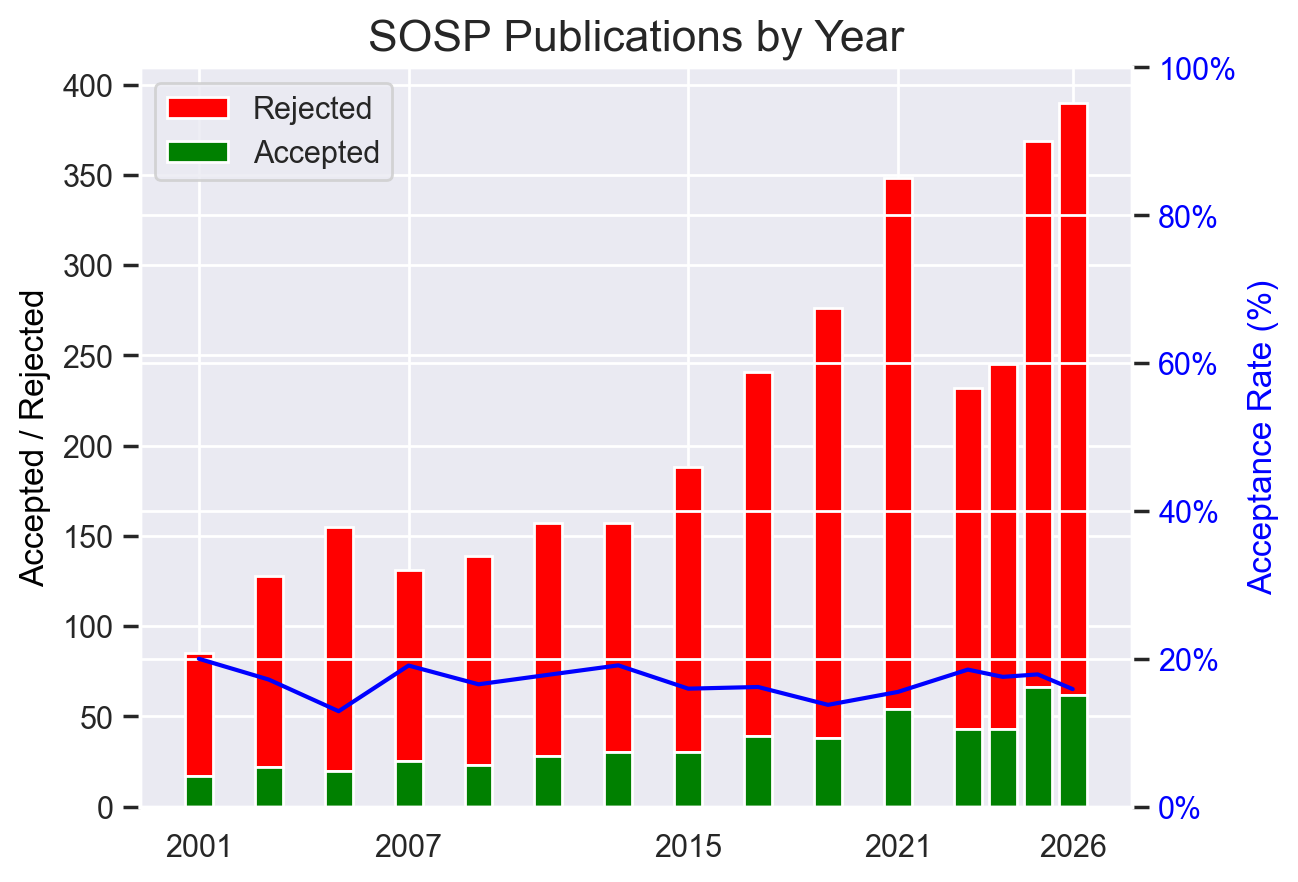 SOSP Publications by Year
Rejected
Accepted
Accepted / Rejected
400
350
300
250
200
150
100
50
0
100%
80%
60%
40%
20%
0%
Acceptance Rate (%)
2001 2007 2015 2021 2026